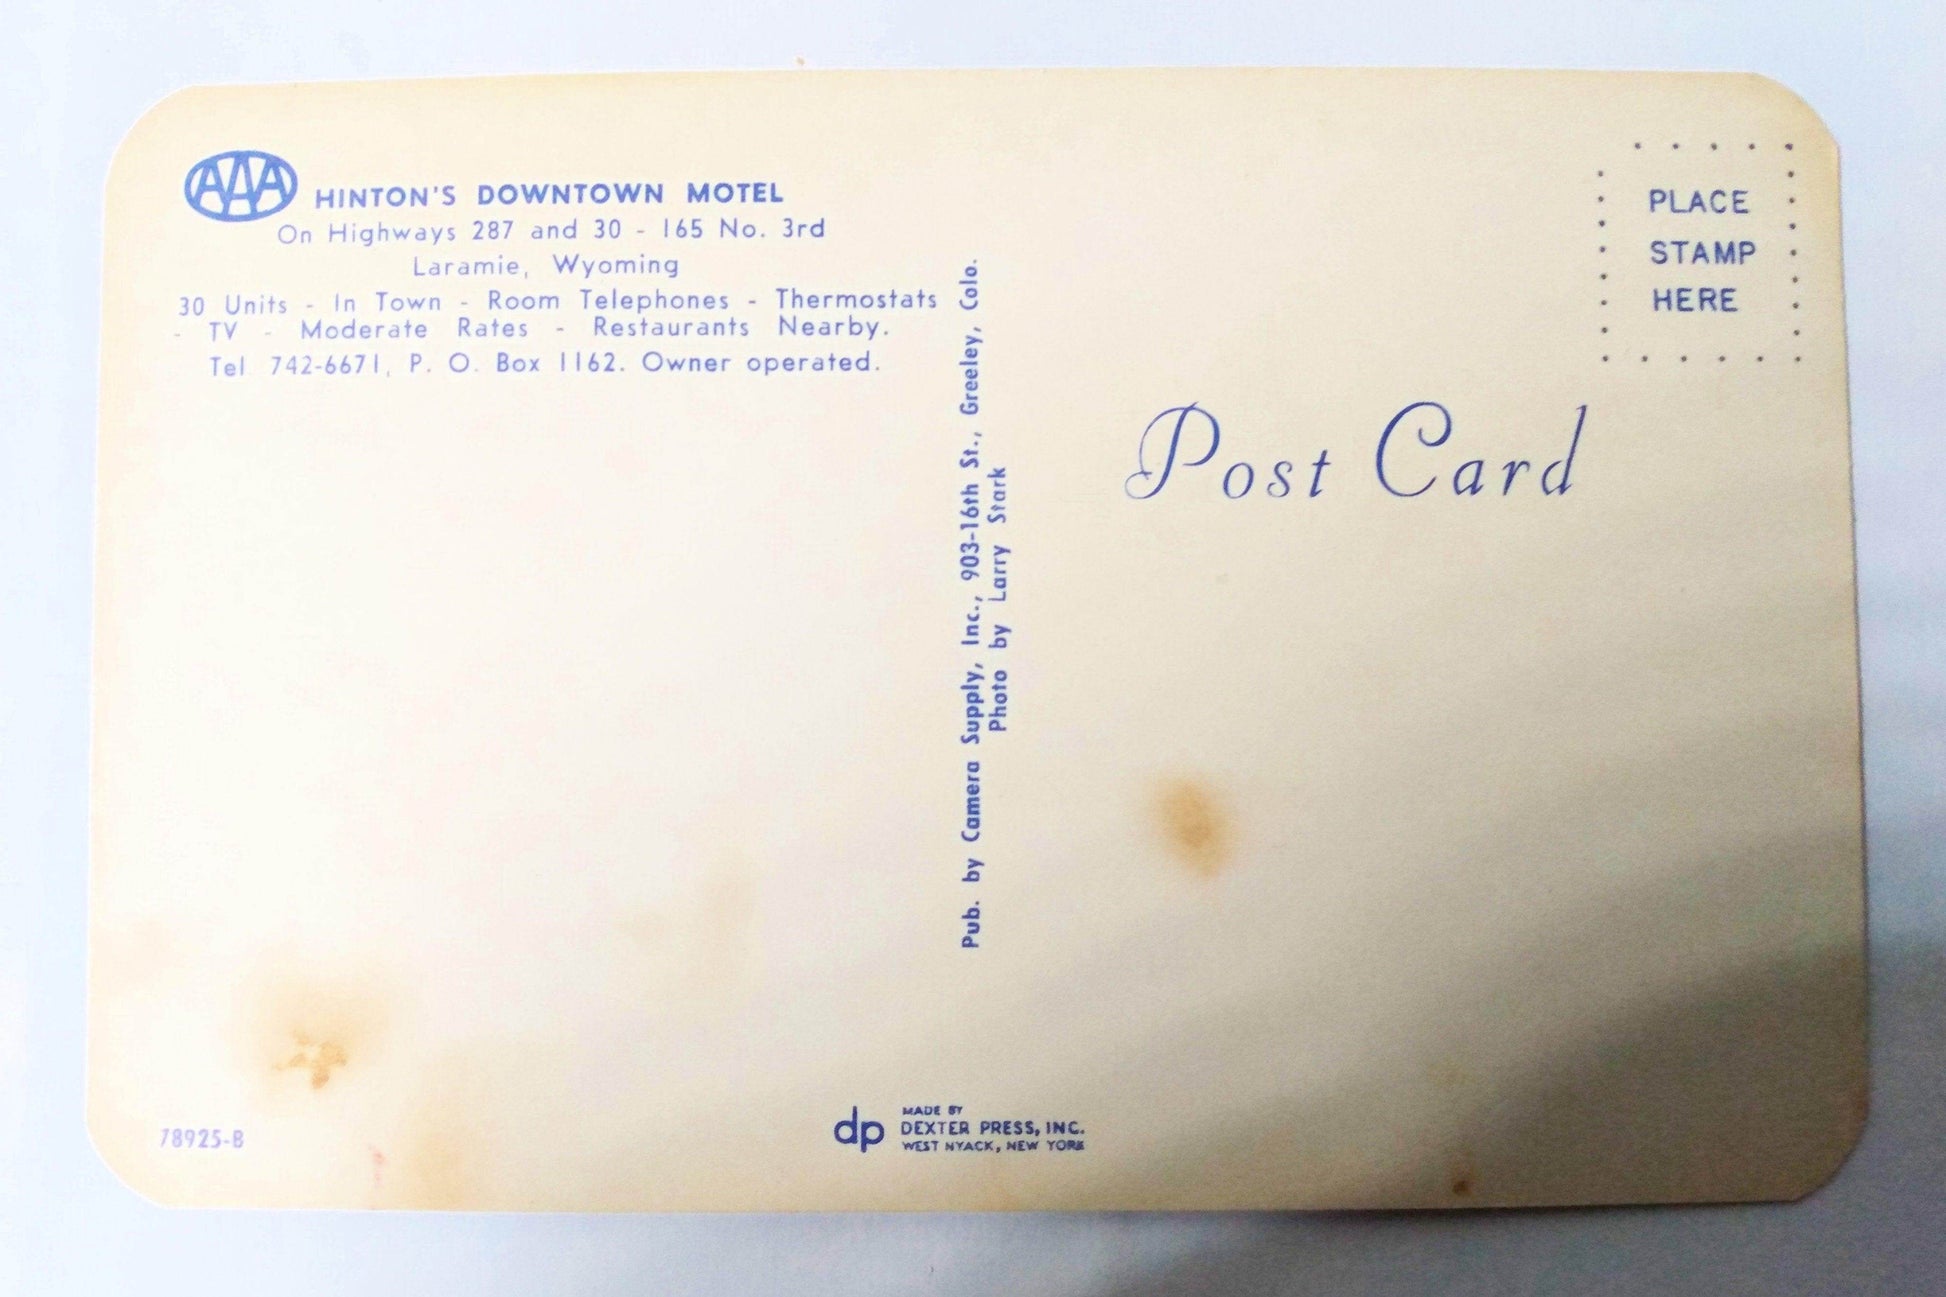 AAA HINTON'S DOWNTOWN MOTEL
On Highways 287 and 30 - 165 No. 3rd
Laramie, Wyoming
30 Units - In Town - Room Telephones - Thermostats
- TV - Moderate Rates - Restaurants Nearby.
Tel 742-6671, P. O. Box 1162. Owner operated.
Pub. by Camera Supply, Inc., 903-16th St., Greeley, Colo.
Photo by Larry Stark
PLACE
STAMP
HERE
Post Card
78925-B
dp
MADE BY
DEXTER PRESS, INC.
WEST NYACK, NEW YORK